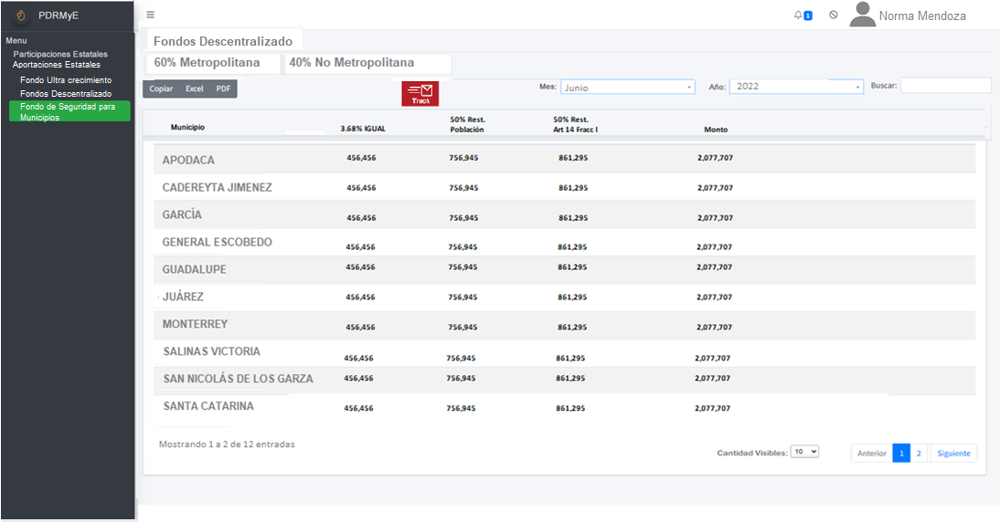 PDRMyE
1
Norma Mendoza
Menu
Participaciones Estatales
Aportaciones Estatales
Fondo Ultra crecimiento
Fondos Descentralizado
Fondo de Seguridad para
Municipios
Fondos Descentralizado
60% Metropolitana 40% No Metropolitana
Copiar Excel PDF
Track
Mes: Junio Año: 2022 Buscar:
Municipio 3.68% IGUAL 50% Rest. Población 50% Rest. Art 14 Fracc I Monto
APODACA 456,456 756,945 861,295 2,077,707
CADEREYTA JIMENEZ 456,456 756,945 861,295 2,077,707
GARCÍA 456,456 756,945 861,295 2,077,707
GENERAL ESCOBEDO 456,456 756,945 861,295 2,077,707
GUADALUPE 456,456 756,945 861,295 2,077,707
JUÁREZ 456,456 756,945 861,295 2,077,707
MONTERREY 456,456 756,945 861,295 2,077,707
SALINAS VICTORIA 456,456 756,945 861,295 2,077,707
SAN NICOLÁS DE LOS GARZA 456,456 756,945 861,295 2,077,707
SANTA CATARINA 456,456 756,945 861,295 2,077,707
Mostrando 1 a 2 de 12 entradas
Cantidad Visibles: 10
Anterior 1 2 Siguiente